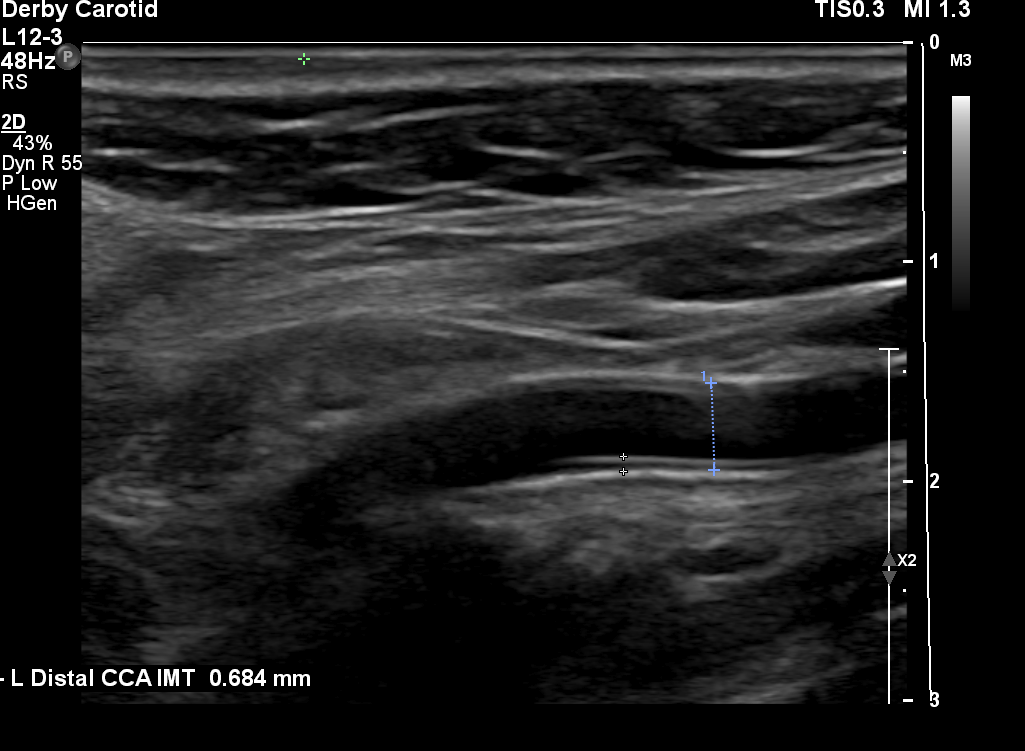 Derby Carotid
TIS0.3 MI 1.3
L12-3
48Hz
P
RS
2D
43%
Dyn R 55
P Low
HGen
0
M3
1
1
2
X2
3
- L Distal CCA IMT 0.684 mm